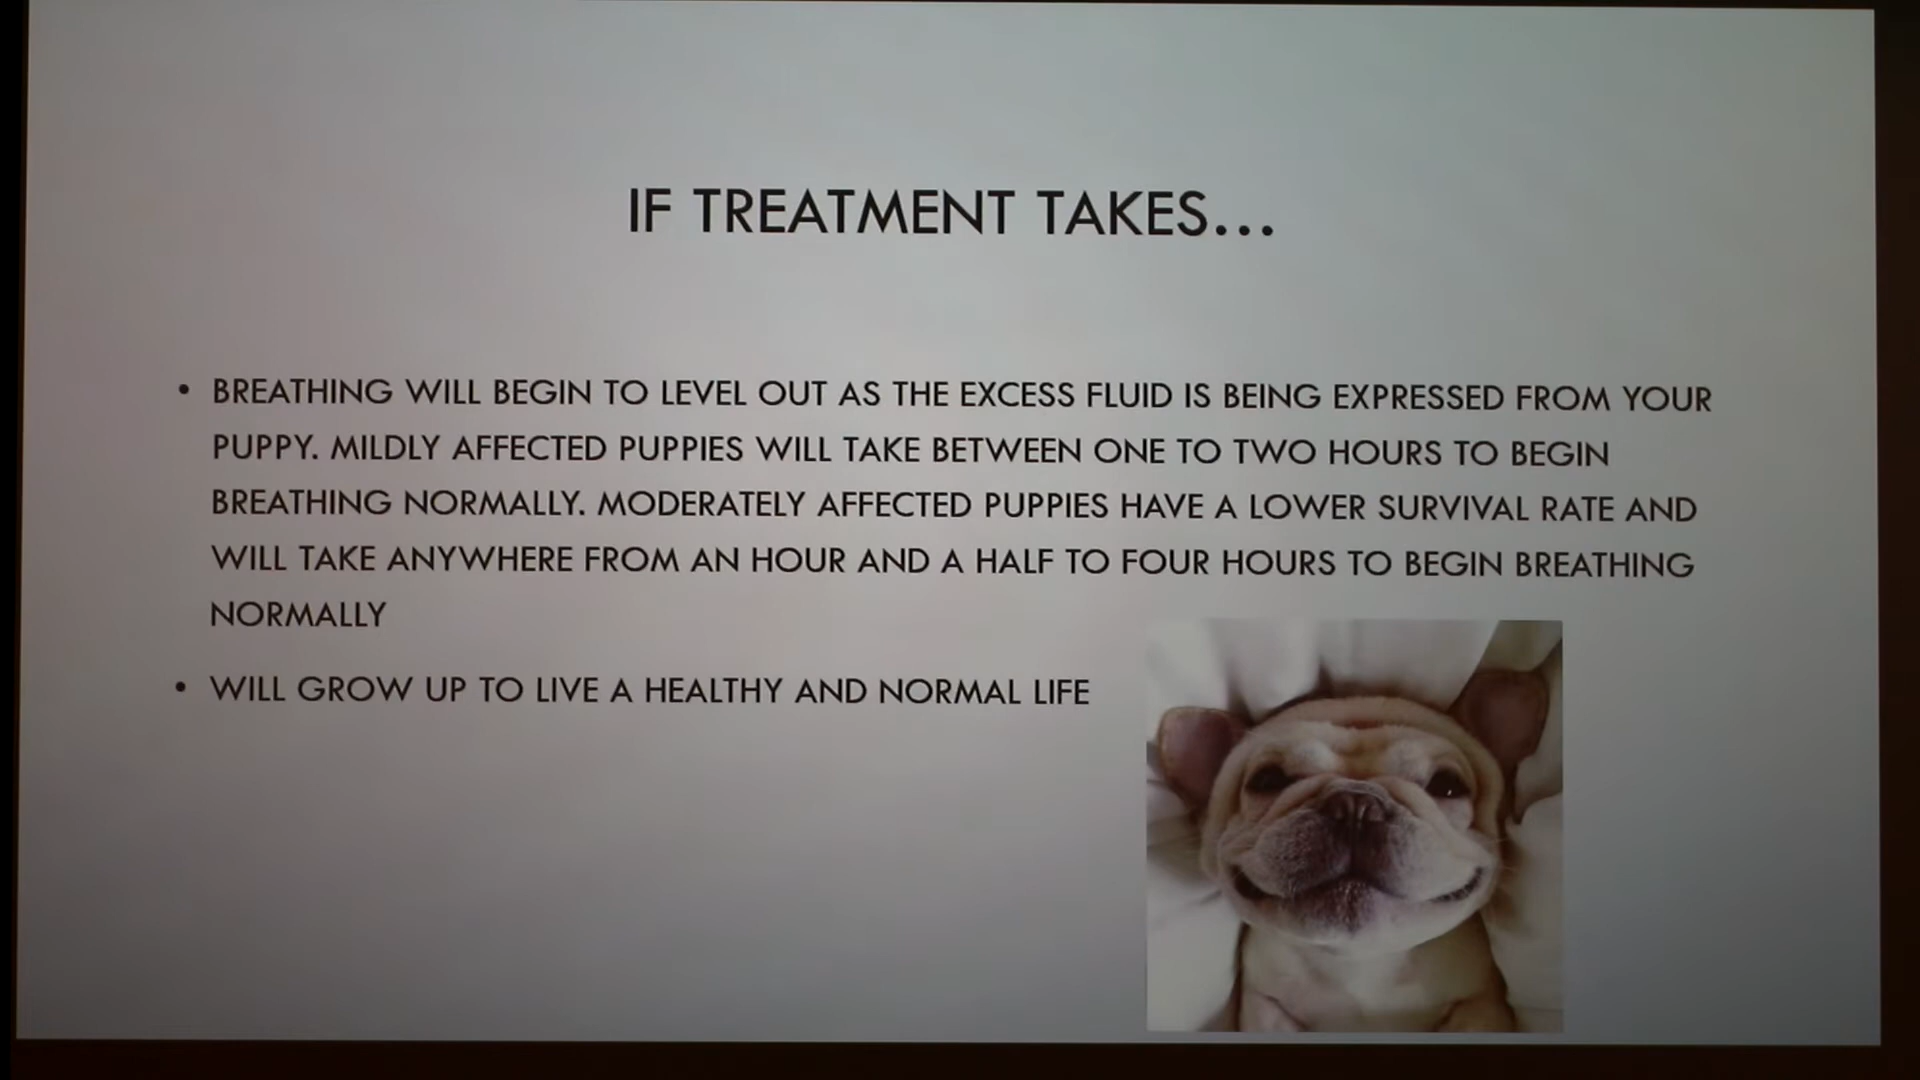 IF TREATMENT TAKES...
• BREATHING WILL BEGIN TO LEVEL OUT AS THE EXCESS FLUID IS BEING EXPRESSED FROM YOUR
PUPPY. MILDLY AFFECTED PUPPIES WILL TAKE BETWEEN ONE TO TWO HOURS TO BEGIN
BREATHING NORMALLY. MODERATELY AFFECTED PUPPIES HAVE A LOWER SURVIVAL RATE AND
WILL TAKE ANYWHERE FROM AN HOUR AND A HALF TO FOUR HOURS TO BEGIN BREATHING
NORMALLY
• WILL GROW UP TO LIVE A HEALTHY AND NORMAL LIFE